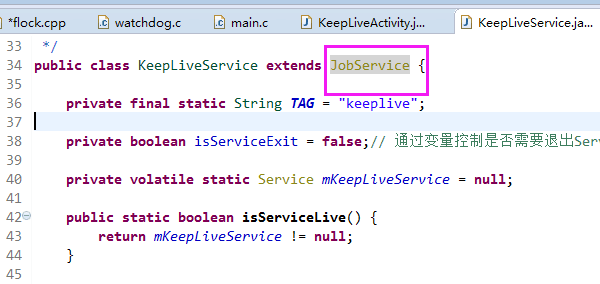 *flock.cpp watchdog.c main.c KeepLiveActivity.j... KeepLiveService.ja...
33 */
34 public class KeepLiveService extends JobService {
35
36 private final static String TAG = "keeplive";
37
38 private boolean isServiceExit = false;// 通过变量控制是否需要退出Serv
39
40 private volatile static Service mKeepLiveService = null;
41
42 public static boolean isServiceLive() {
43 return mKeepLiveService != null;
44 }
45